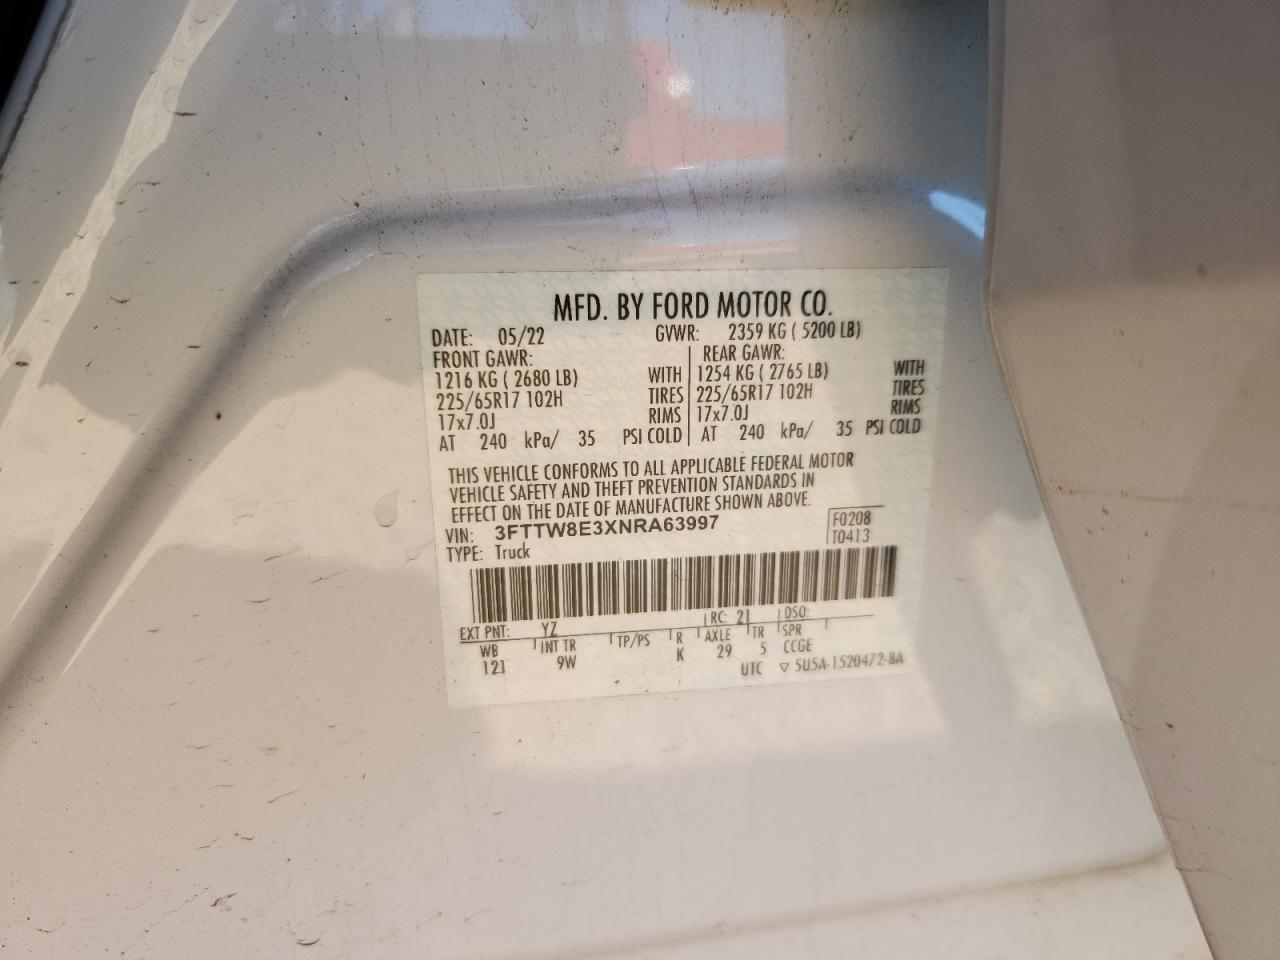 MFD. BY FORD MOTOR CO.
DATE: 05/22 GVWR: 2359 KG ( 5200 LB)
FRONT GAWR: REAR GAWR:
1216 KG ( 2680 LB) WITH 1254 KG ( 2765 LB) WITH
225/65R17 102H TIRES 225/65R17 102H TIRES
17x7.0J RIMS 17x7.0J RIMS
AT 240 kPa/ 35 PSI COLD AT 240 kPa/ 35 PSI COLD
THIS VEHICLE CONFORMS TO ALL APPLICABLE FEDERAL MOTOR
VEHICLE SAFETY AND THEFT PREVENTION STANDARDS IN
EFFECT ON THE DATE OF MANUFACTURE SHOWN ABOVE.
VIN: 3FTTW8E3XNRA63997 F0208
TYPE: Truck T0413
EXT PNT: YZ RC: 21 DSO:
WB INT TR TP/PS R AXLE TR SPR
121 9W K 29 5 CCGE
UTC ▽ 5U5A-1520472-BA